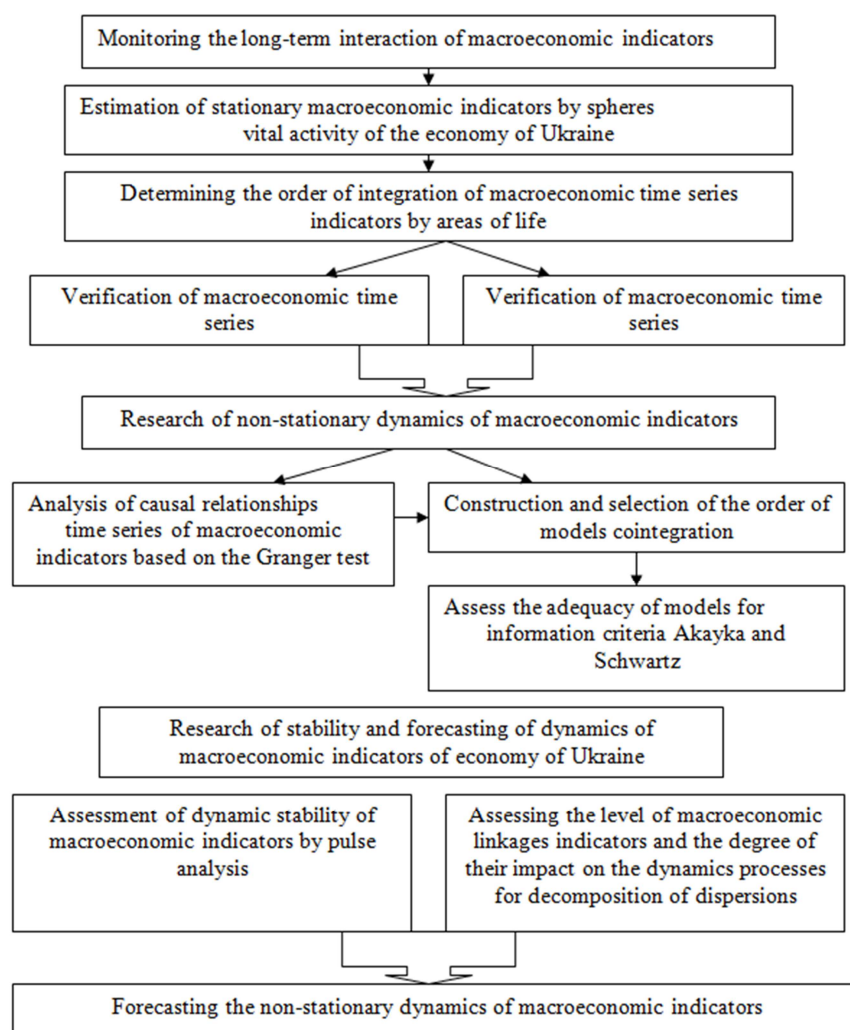 Monitoring the long-term interaction of macroeconomic indicators
Estimation of stationary macroeconomic indicators by spheres
vital activity of the economy of Ukraine
Determining the order of integration of macroeconomic time series
indicators by areas of life
Verification of macroeconomic time
series
Verification of macroeconomic time
series
Research of non-stationary dynamics of macroeconomic indicators
Analysis of causal relationships
time series of macroeconomic
indicators based on the Granger test
Construction and selection of the order of
models cointegration
Assess the adequacy of models for
information criteria Akayka and
Schwartz
Research of stability and forecasting of dynamics of
macroeconomic indicators of economy of Ukraine
Assessment of dynamic stability of
macroeconomic indicators by pulse
analysis
Assessing the level of macroeconomic
linkages indicators and the degree of
their impact on the dynamics processes
for decomposition of dispersions
Forecasting the non-stationary dynamics of macroeconomic indicators